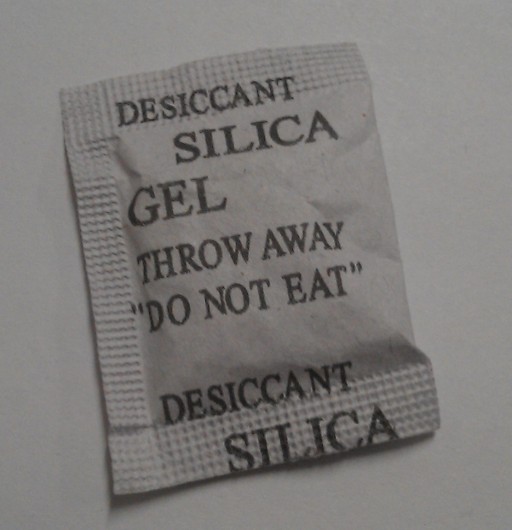 DESICCANT
SILICA
GEL
THROW AWAY
"DO NOT EAT"
DESICCANT
SILICA